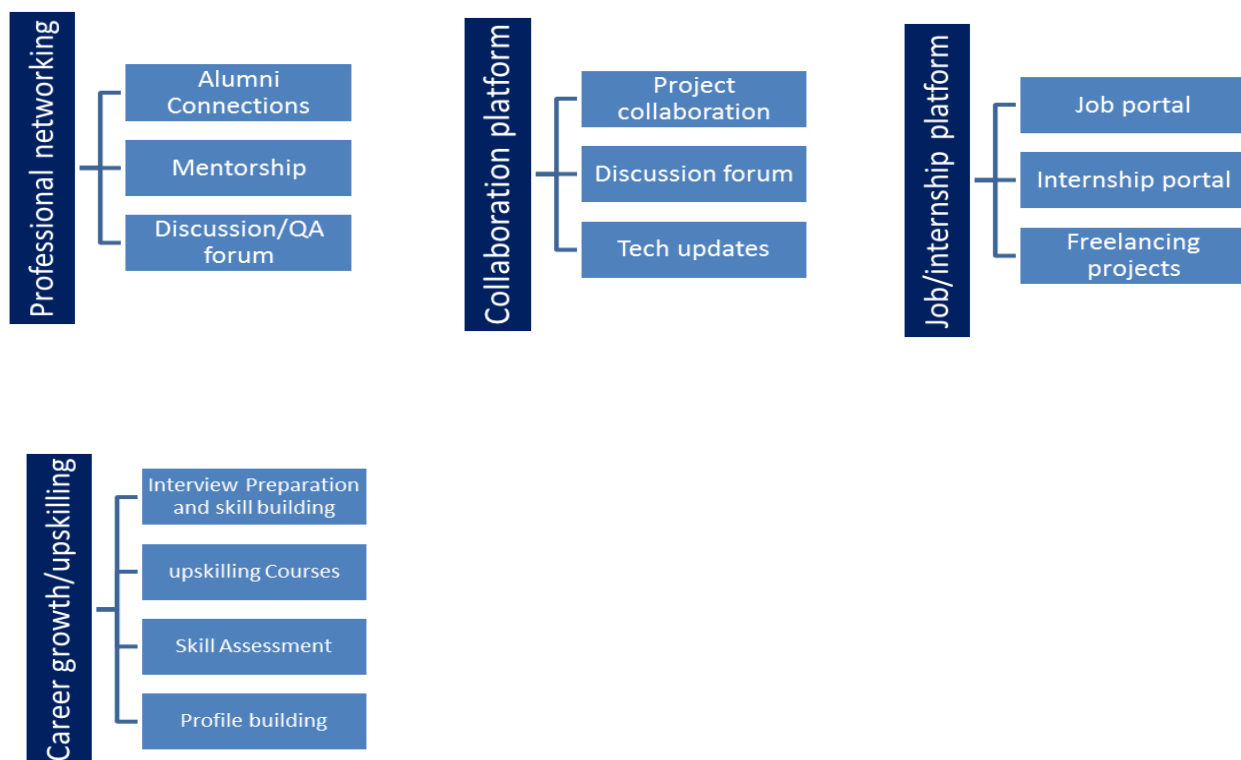 Professional networking
Alumni
Connections
Mentorship
Discussion/QA
forum
Collaboration platform
Project
collaboration
Discussion forum
Tech updates
Job/internship platform
Job portal
Internship portal
Freelancing
projects
Career growth/upskilling
Interview Preparation
and skill building
upskilling Courses
Skill Assessment
Profile building